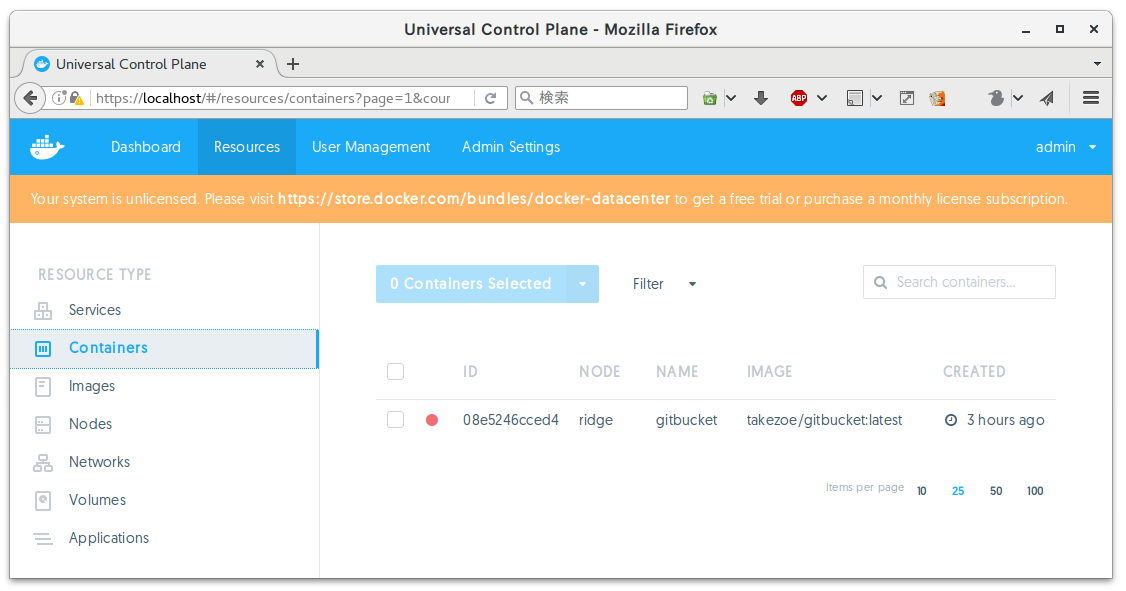 Universal Control Plane - Mozilla Firefox
Universal Control Plane
https://localhost/#/resources/containers?page=1&cour
検索
ABP
Dashboard Resources User Management Admin Settings admin
Your system is unlicensed. Please visit https://store.docker.com/bundles/docker-datacenter to get a free trial or purchase a monthly license subscription.
RESOURCE TYPE
Services
Containers
Images
Nodes
Networks
Volumes
Applications
0 Containers Selected Filter Search containers...
ID NODE NAME IMAGE CREATED
08e5246cced4 ridge gitbucket takezoe/gitbucket:latest 3 hours ago
Items per page 10 25 50 100